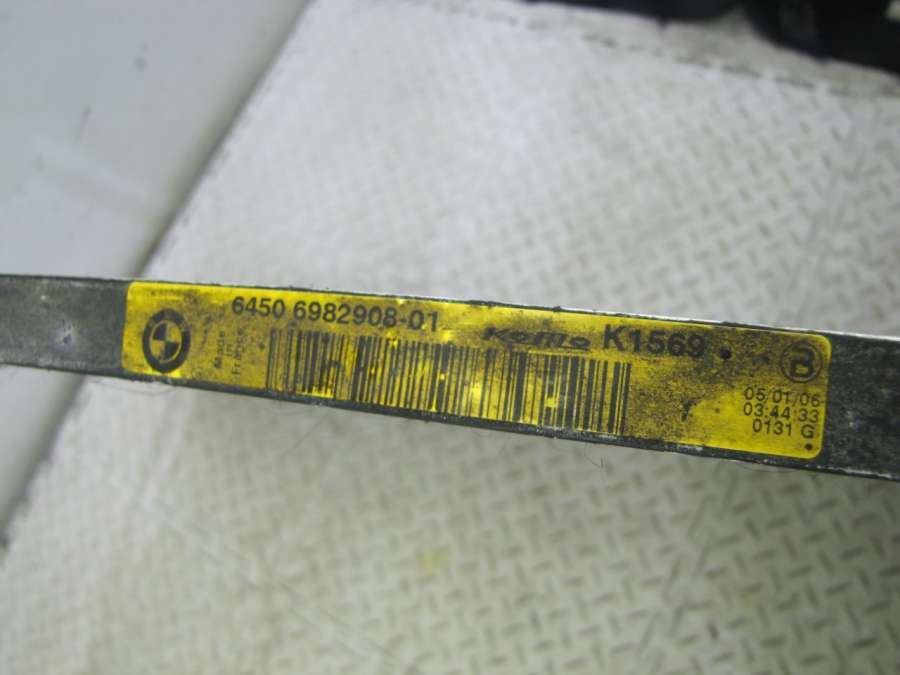 6450 6982908-01
Made
in
France
K1569
B
05/01/06
03:44:33
0131 G